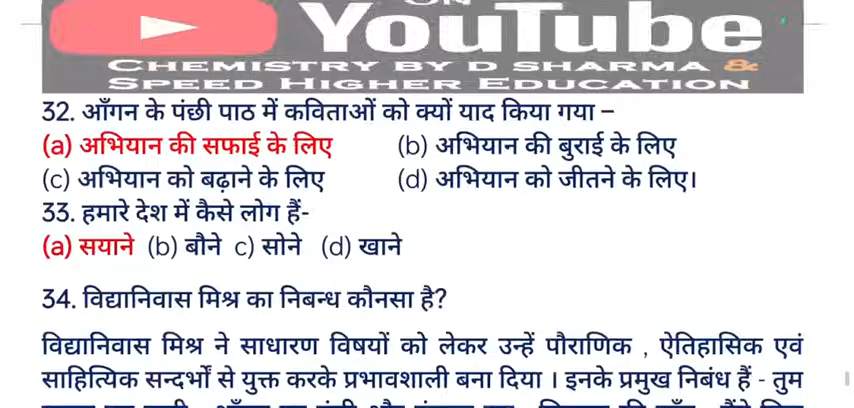 YouTube
CHEMISTRY BY D SHARMA &
SPEED HIGHER EDUCATION
32. आँगन के पंछी पाठ में कविताओं को क्यों याद किया गया –
(a) अभियान की सफाई के लिए (b) अभियान की बुराई के लिए
(c) अभियान को बढ़ाने के लिए (d) अभियान को जीतने के लिए।
33. हमारे देश में कैसे लोग हैं-
(a) सयाने (b) बौने c) सोने (d) खाने
34. विद्यानिवास मिश्र का निबन्ध कौनसा है?
विद्यानिवास मिश्र ने साधारण विषयों को लेकर उन्हें पौराणिक , ऐतिहासिक एवं
साहित्यिक सन्दर्भों से युक्त करके प्रभावशाली बना दिया । इनके प्रमुख निबंध हैं - तुम